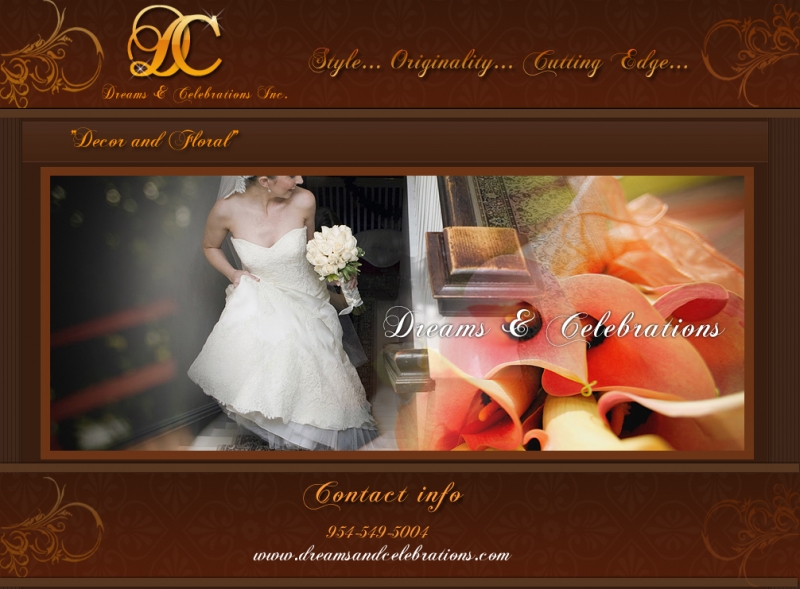 DC
Dreams & Celebrations Inc.
Style... Originality... Cutting Edge...
"Decor and Floral"
Dreams & Celebrations
Contact info
954-549-5004
www.dreamsandcelebrations.com